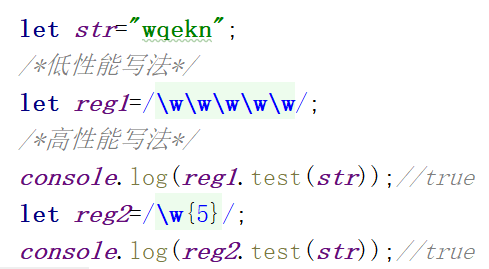 let str="wqekn";
/*低性能写法*/
let reg1=/\w\w\w\w\w/;
/*高性能写法*/
console.log(reg1.test(str));//true
let reg2=/\w{5}/;
console.log(reg2.test(str));//true